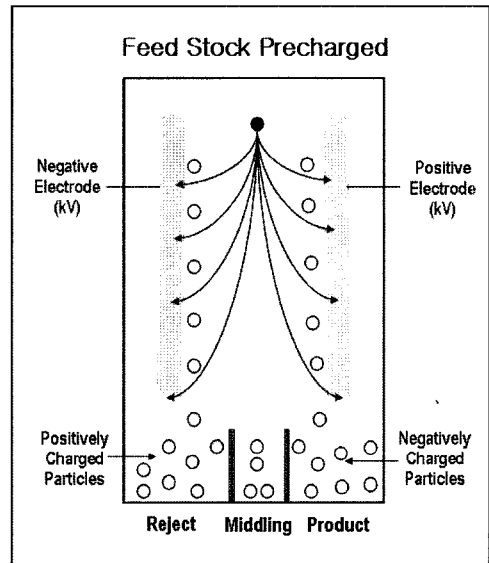 Feed Stock Precharged
Negative
Electrode
(kV)
Positive
Electrode
(kV)
Positively
Charged
Particles
Negatively
Charged
Particles
Reject Middling Product